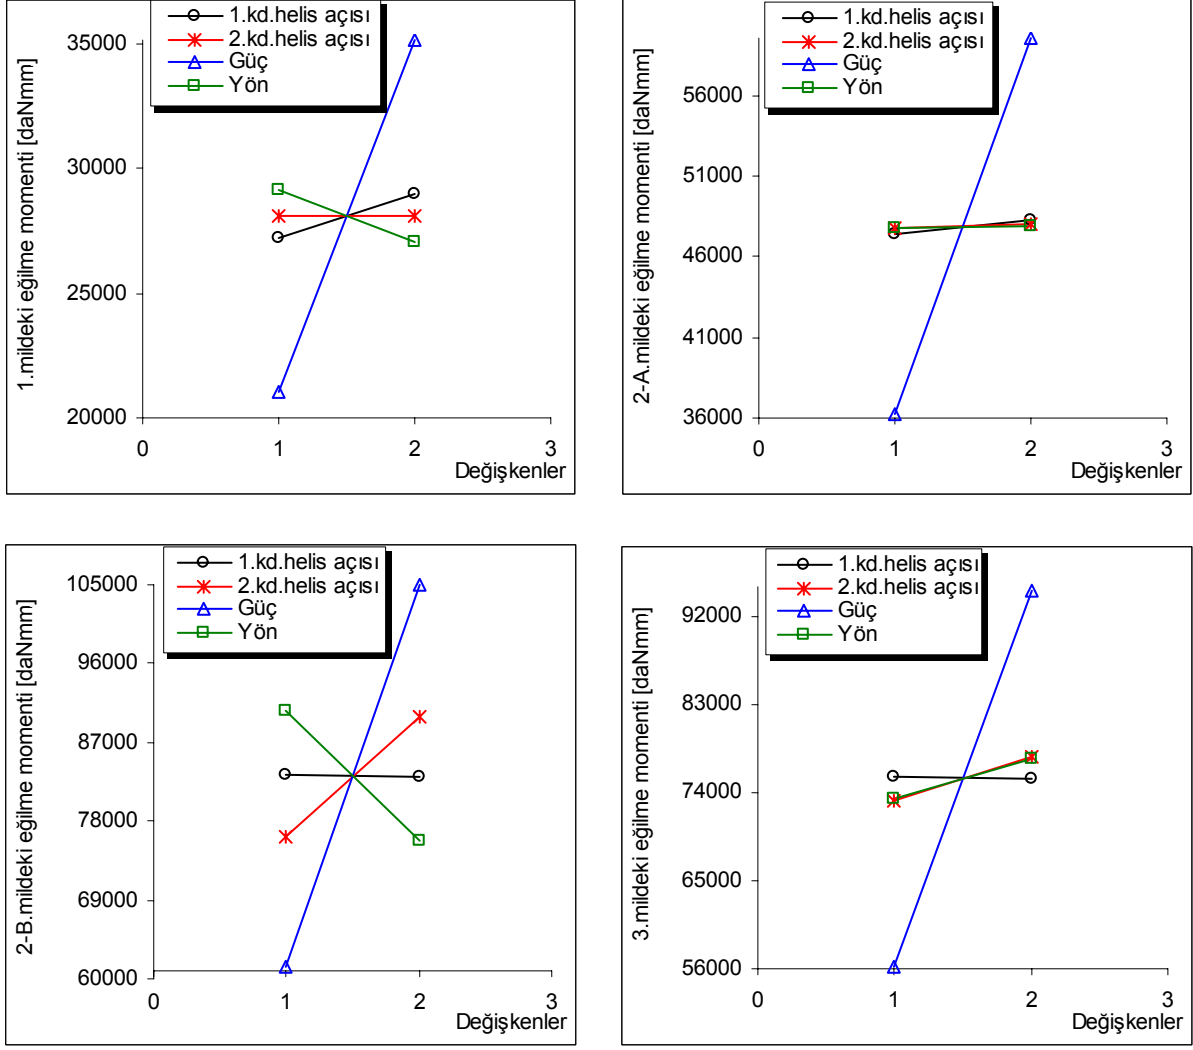 1.kd.helis açısı
2.kd.helis açısı
Güç
Yön
1.mildeki eğilme momenti [daNmm]
35000
30000
25000
20000
0 1 2 3
Değişkenler
1.kd.helis açısı
2.kd.helis açısı
Güç
Yön
2-A.mildeki eğilme momenti [daNmm]
56000
51000
46000
41000
36000
0 1 2 3
Değişkenler
1.kd.helis açısı
2.kd.helis açısı
Güç
Yön
2-B.mildeki eğilme momenti [daNmm]
105000
96000
87000
78000
69000
60000
0 1 2 3
Değişkenler
1.kd.helis açısı
2.kd.helis açısı
Güç
Yön
3.mildeki eğilme momenti [daNmm]
92000
83000
74000
65000
56000
0 1 2 3
Değişkenler